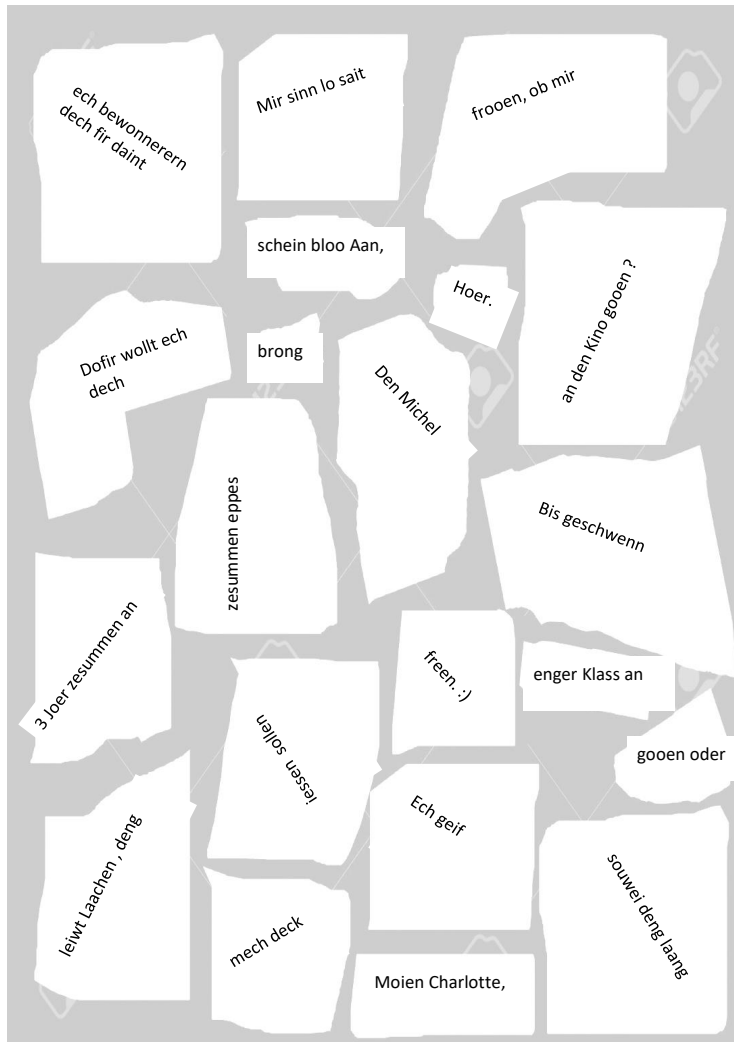 ech bewonnerern
dech fir daint
Mir sinn lo sait
frooen, ob mir
schein bloo Aan,
Hoer.
an den Kino gooen ?
Dofir wollt ech
dech
brong
Den Michel
zesummen eppes
Bis geschwenn
3 Joer zesummen an
freen. :)
enger Klass an
iessen sollen
gooen oder
leiwt Laachen , deng
Ech geif
souwei deng laang
mech deck
Moien Charlotte,